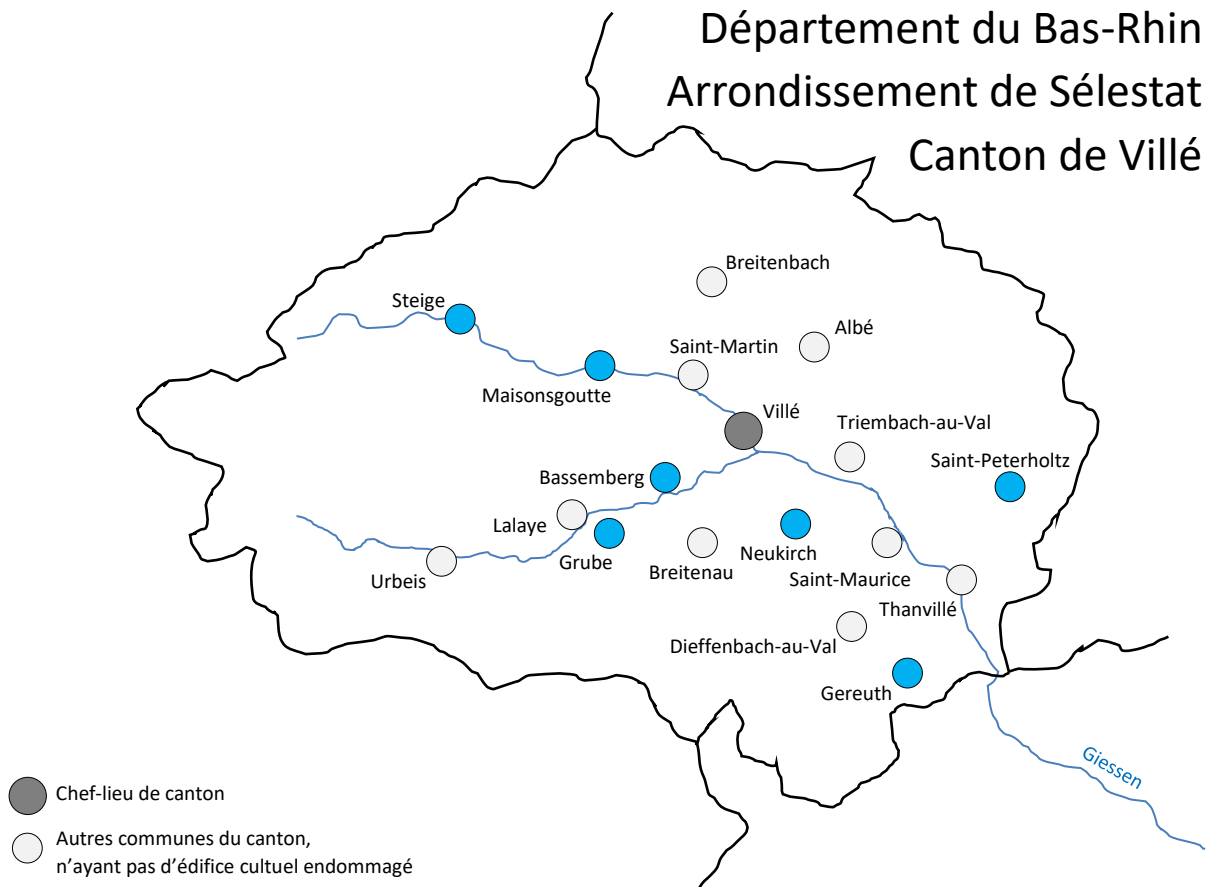 Département du Bas-Rhin
Arrondissement de Sélestat
Canton de Villé
Breitenbach
Steige
Albé
Saint-Martin
Maisonsgoutte
Villé
Triembach-au-Val
Saint-Peterholtz
Bassemberg
Lalaye
Grube
Neukirch
Breitenau
Urbeis
Saint-Maurice
Thanvillé
Dieffenbach-au-Val
Gereuth
Giessen
Chef-lieu de canton
Autres communes du canton,
n’ayant pas d’édifice cultuel endommagé